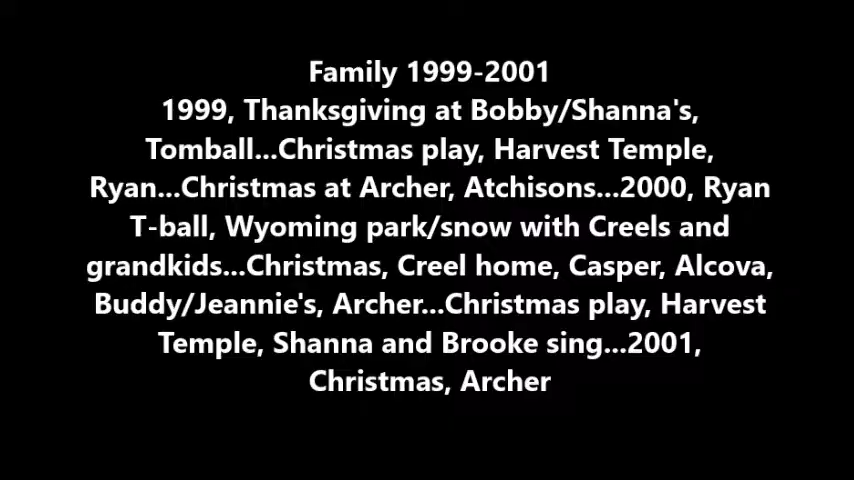 Family 1999-2001
1999, Thanksgiving at Bobby/Shanna's,
Tomball...Christmas play, Harvest Temple,
Ryan...Christmas at Archer, Atchisons...2000, Ryan
T-ball, Wyoming park/snow with Creels and
grandkids...Christmas, Creel home, Casper, Alcova,
Buddy/Jeannie's, Archer...Christmas play, Harvest
Temple, Shanna and Brooke sing...2001,
Christmas, Archer